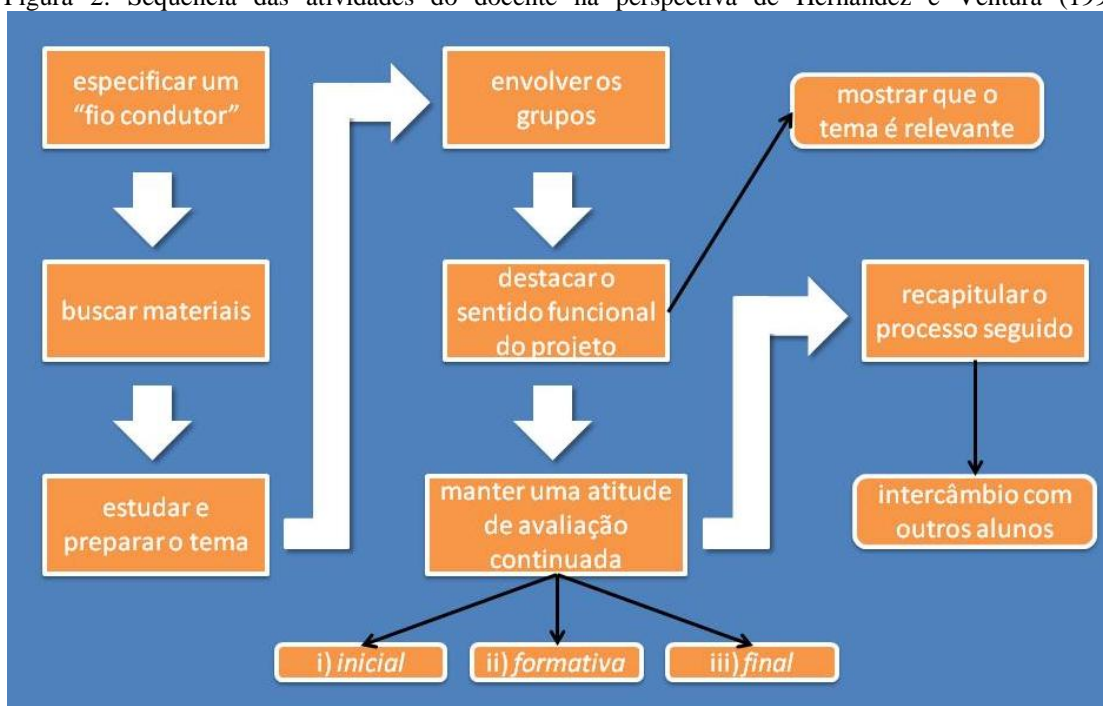 Figura 2. Sequência das atividades do docente na perspectiva de Hernández e Ventura (199
especificar um
“fio condutor”
buscar materiais
estudar e
preparar o tema
envolver os
grupos
destacar o
sentido funcional
do projeto
mostrar que o
tema é relevante
manter uma atitude
de avaliação
continuada
i) inicial
ii) formativa
iii) final
recapitular o
processo seguido
intercâmbio com
outros alunos